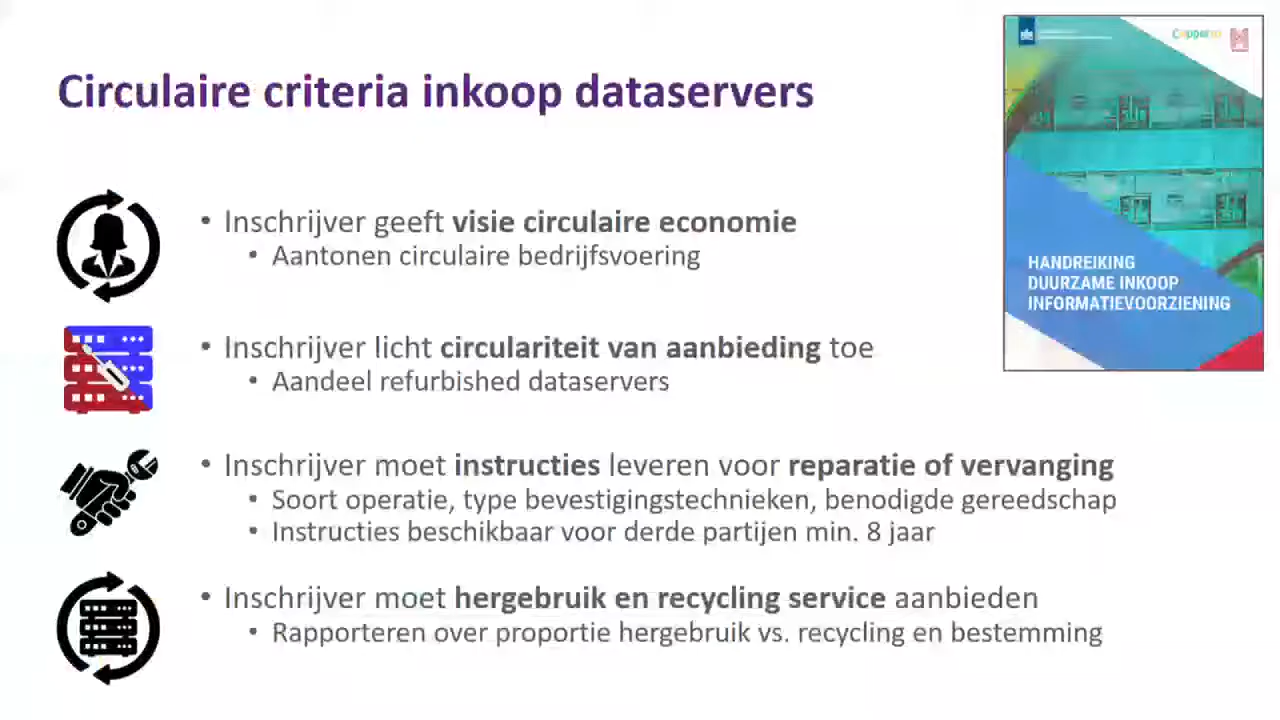 Circulaire criteria inkoop dataservers
• Inschrijver geeft visie circulaire economie
• Aantonen circulaire bedrijfsvoering
• Inschrijver licht circulariteit van aanbieding toe
• Aandeel refurbished dataservers
• Inschrijver moet instructies leveren voor reparatie of vervanging
• Soort operatie, type bevestigingstechnieken, benodigde gereedschap
• Instructies beschikbaar voor derde partijen min. 8 jaar
• Inschrijver moet hergebruik en recycling service aanbieden
• Rapporteren over proportie hergebruik vs. recycling en bestemming
HANDREIKING
DUURZAME INKOOP
INFORMATIEVOORZIENING